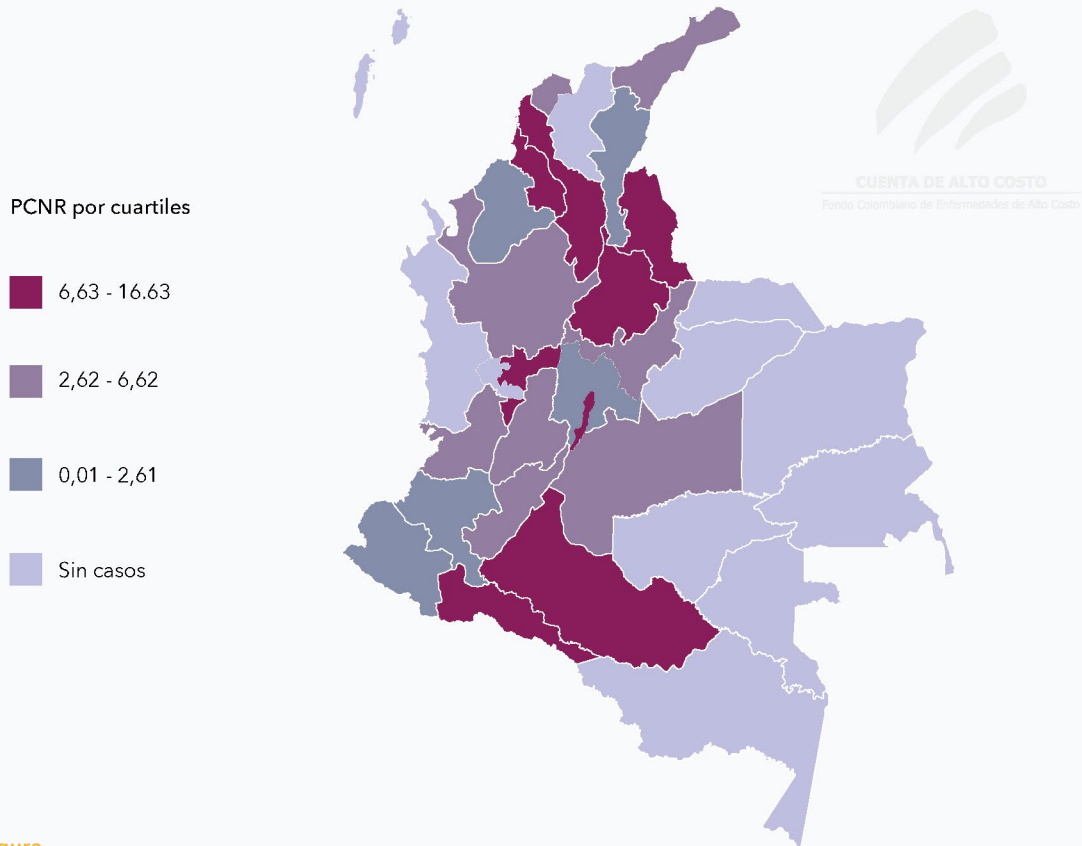 CUENTA DE ALTO COSTO
Fondo Colombiano de Enfermedades de Alto Costo
PCNR por cuartiles
6,63 - 16.63
2,62 - 6,62
0,01 - 2,61
Sin casos